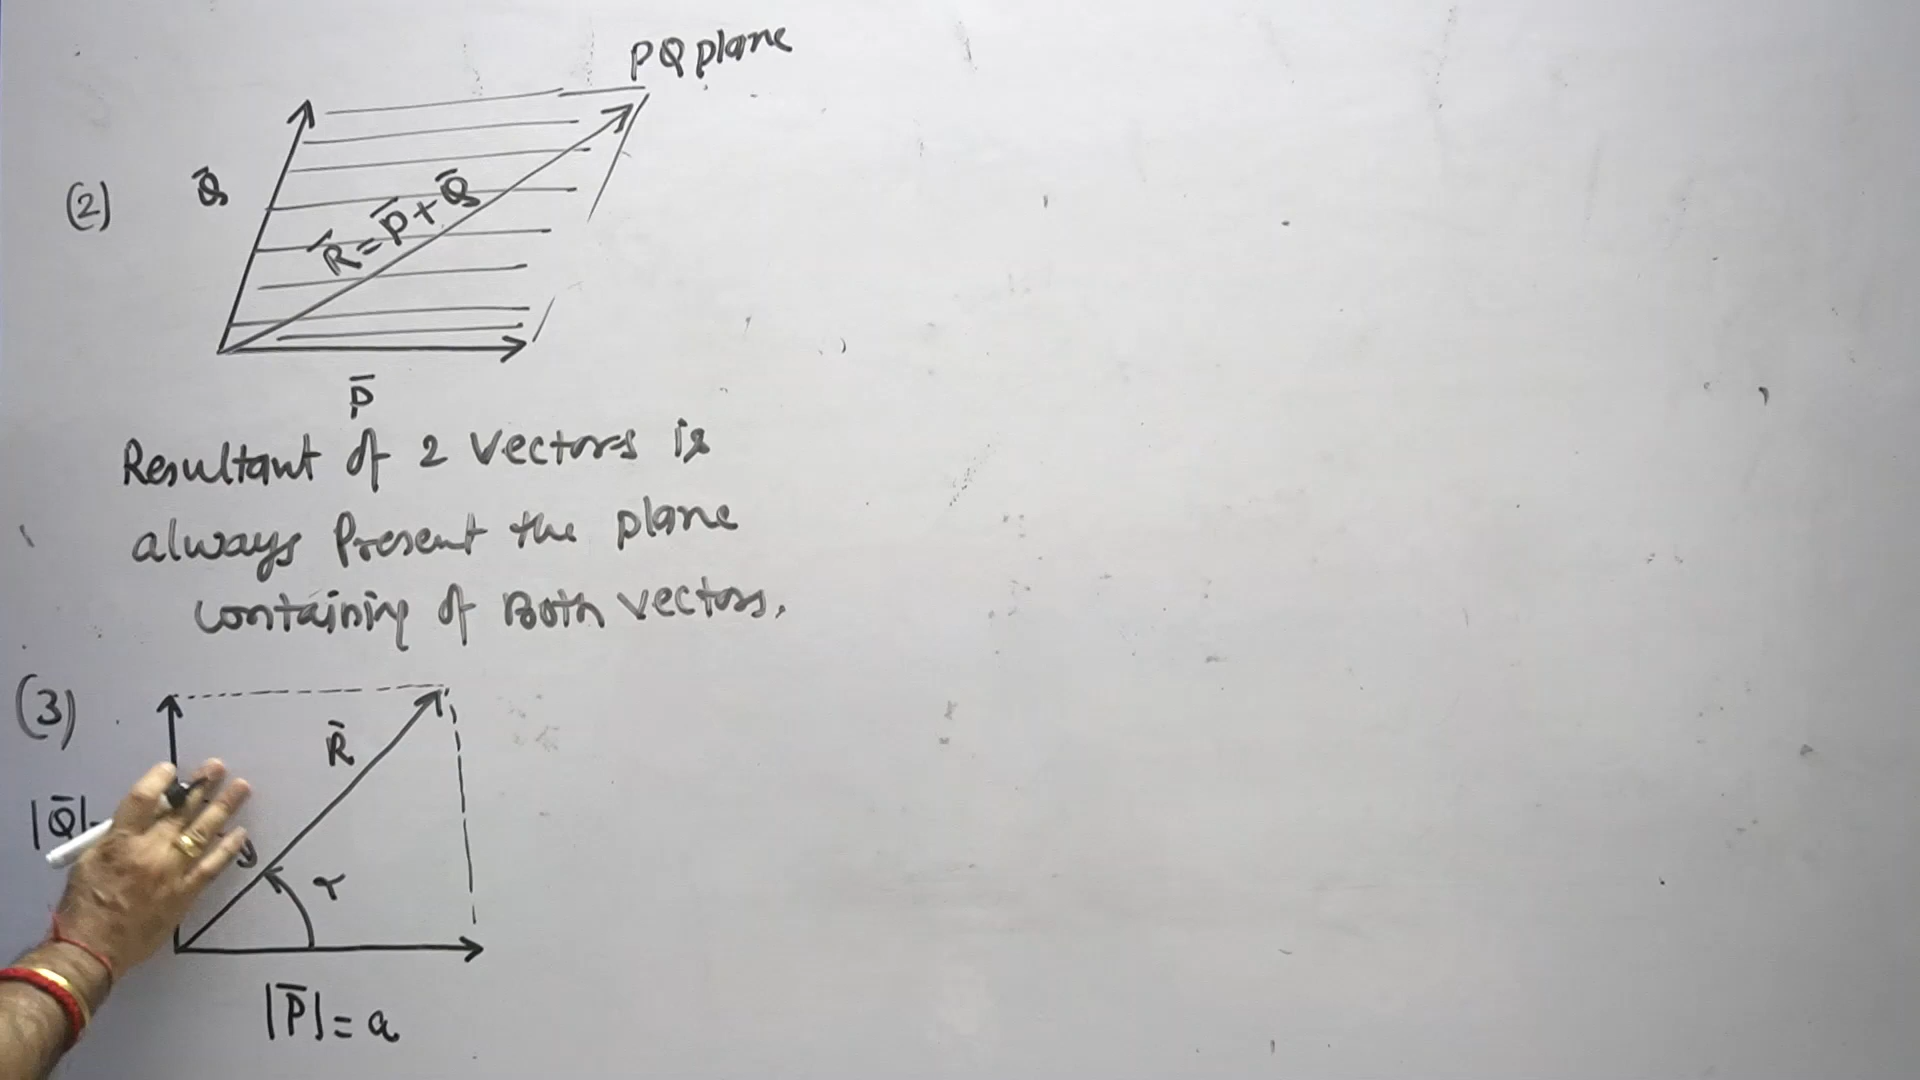 PQ plane
(2)
Q̄
R̄ = P̄ + Q̄
P̄
Resultant of 2 vectors is
always Present the plane
containing of Both vectors.
(3)
R̄
|Q̄|
|P̄| = a